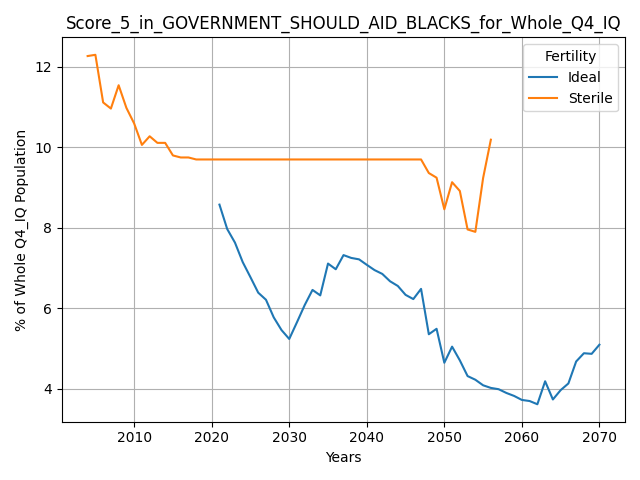 Score_5_in_GOVERNMENT_SHOULD_AID_BLACKS_for_Whole_Q4_IQ
Fertility
Ideal
Sterile
% of Whole Q4_IQ Population
12
10
8
6
4
2010 2020 2030 2040 2050 2060 2070
Years